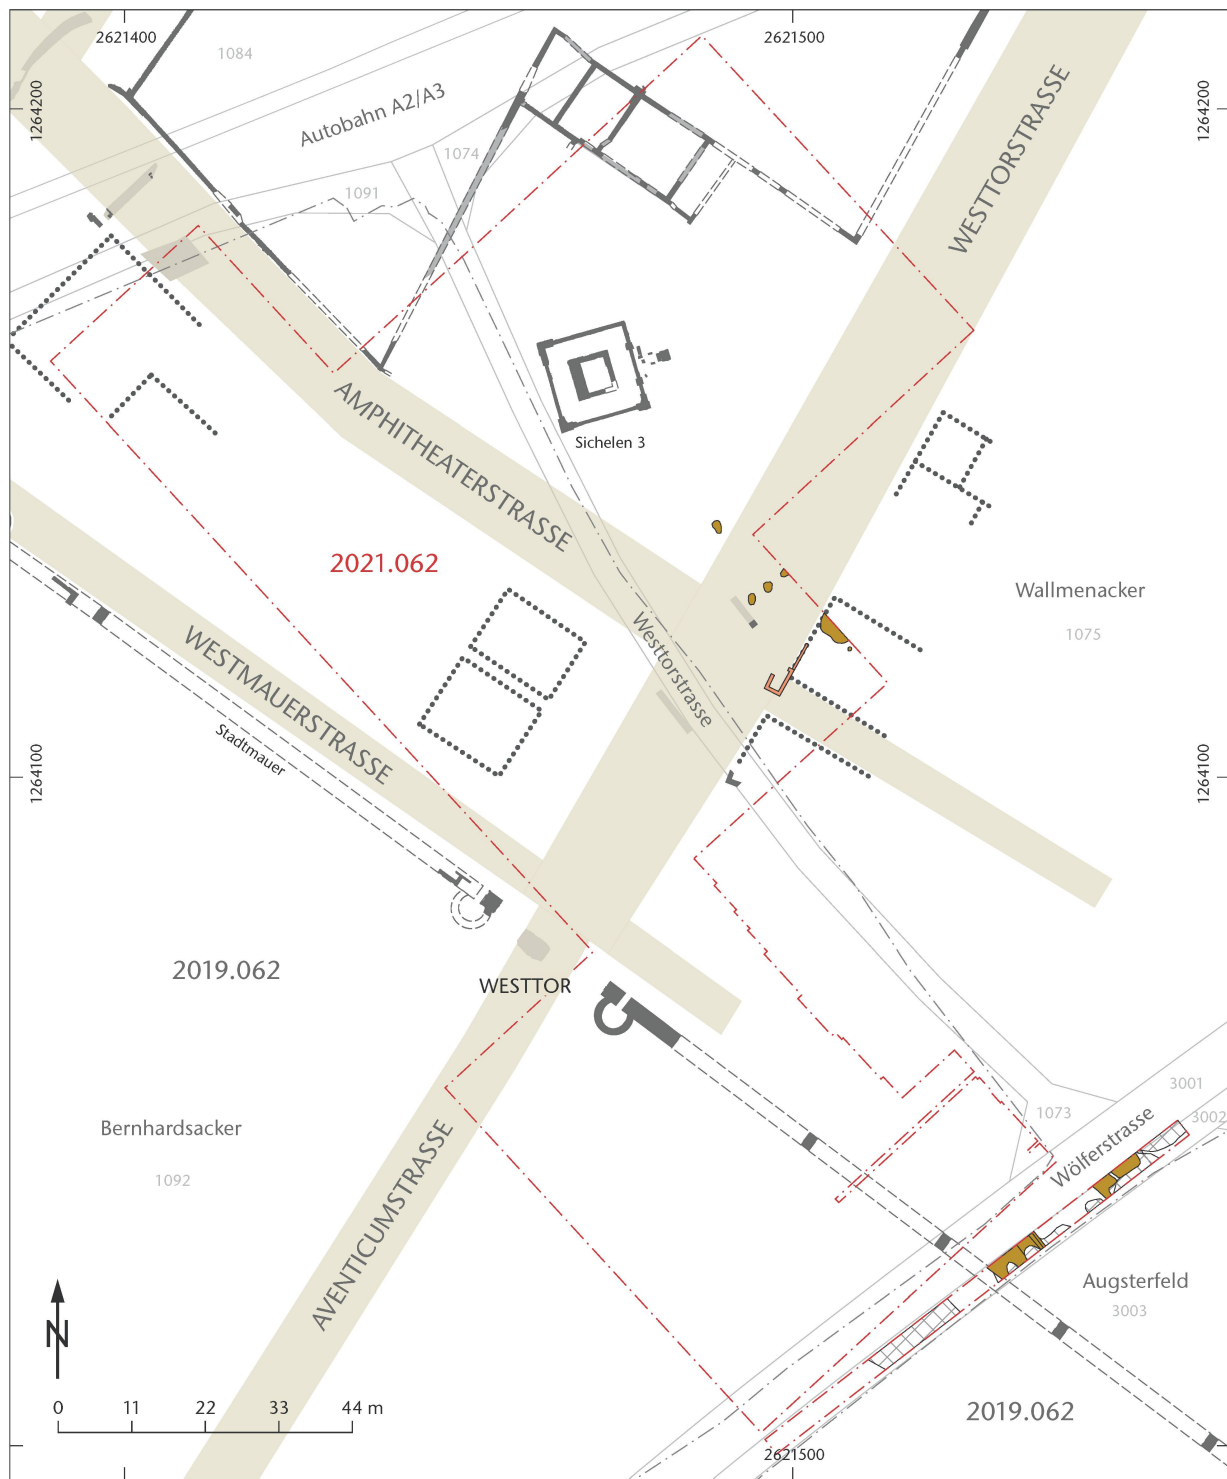 2621400
2621500
1084
1264200
1264200
Autobahn A2/A3
WESTTORSTRASSE
1074
1091
AMPHITHEATERSTRASSE
Sichelen 3
2021.062
Wallmenacker
1075
Westtorstrasse
WESTMAUERSTRASSE
Stadtmauer
1264100
1264100
2019.062
WESTTOR
3001
3002
1073
Wölferstrasse
Bernhardsacker
1092
AVENTICUMSTRASSE
Augsterfeld
3003
N
0 11 22 33 44 m
2019.062
2621500